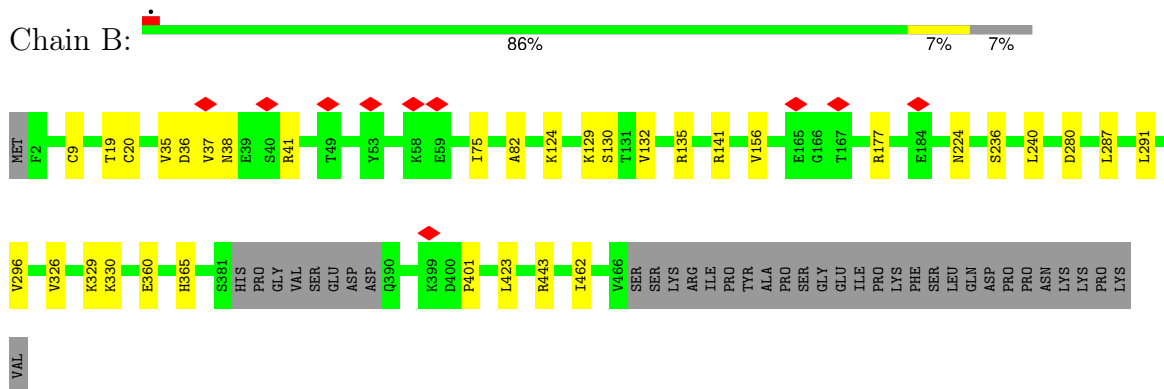 Chain B:
86% 7% 7%
MET F2 C9 T19 C20 V35 D36 V37 N38 E39 S40 R41 T49 Y53 K58 E59 I75 A82 K124 K129 S130 T131 V132 R135 R141 V156 E165 G166 T167 R177 E184 N224 S236 L240 D280 L287 L291
V296 V326 K329 K330 E360 H365 S381 HIS PRO GLY VAL SER GLU ASP ASP Q390 K399 D400 P401 L423 R443 I462 V466 SER SER LYS ARG ILE PRO TYR ALA PRO SER GLY GLU ILE PRO LYS PHE SER LEU GLN ASP PRO PRO ASN LYS LYS PRO LYS
VAL